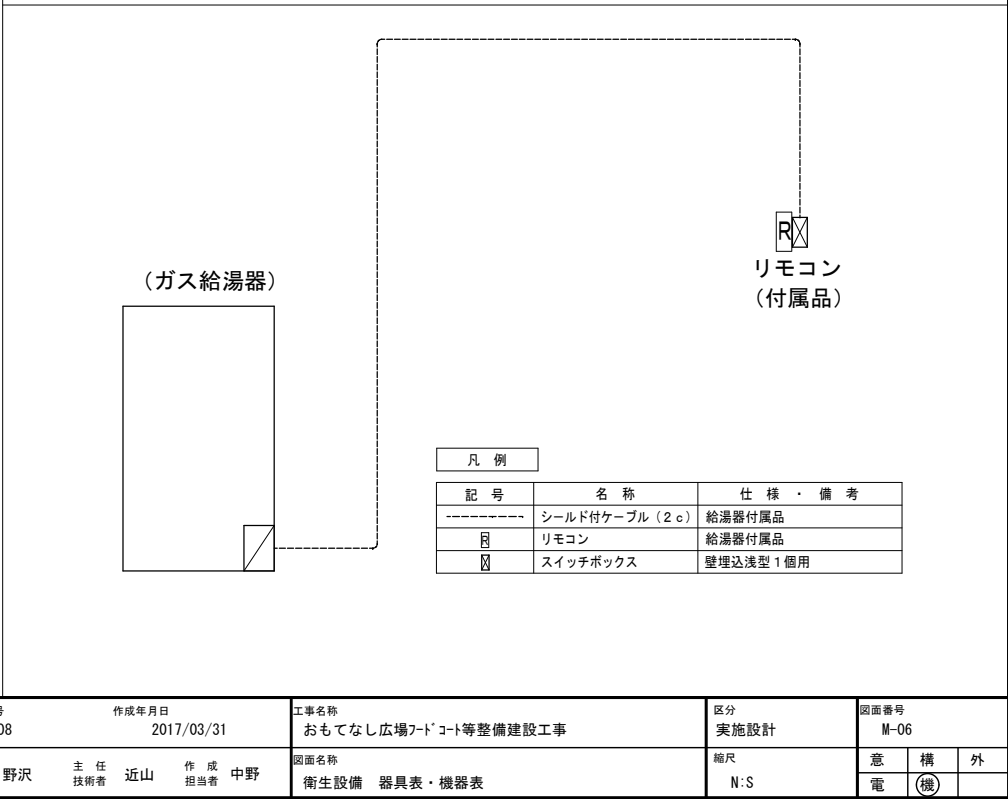 (ガス給湯器)
R
リモコン
(付属品)
凡 例
記 号 名 称 仕 様 ・ 備 考
シールド付ケーブル(2c) 給湯器付属品
R リモコン 給湯器付属品
スイッチボックス 壁埋込浅型1個用
号 作成年月日 工事名称 区分 図面番号
08 2017/03/31 おもてなし広場フードコート等整備建設工事 実施設計 M-06
野沢 主 任 技術者 近山 作 成 担当者 中野 図面名称 縮尺 意 構 外
衛生設備 器具表・機器表 N:S 電 機